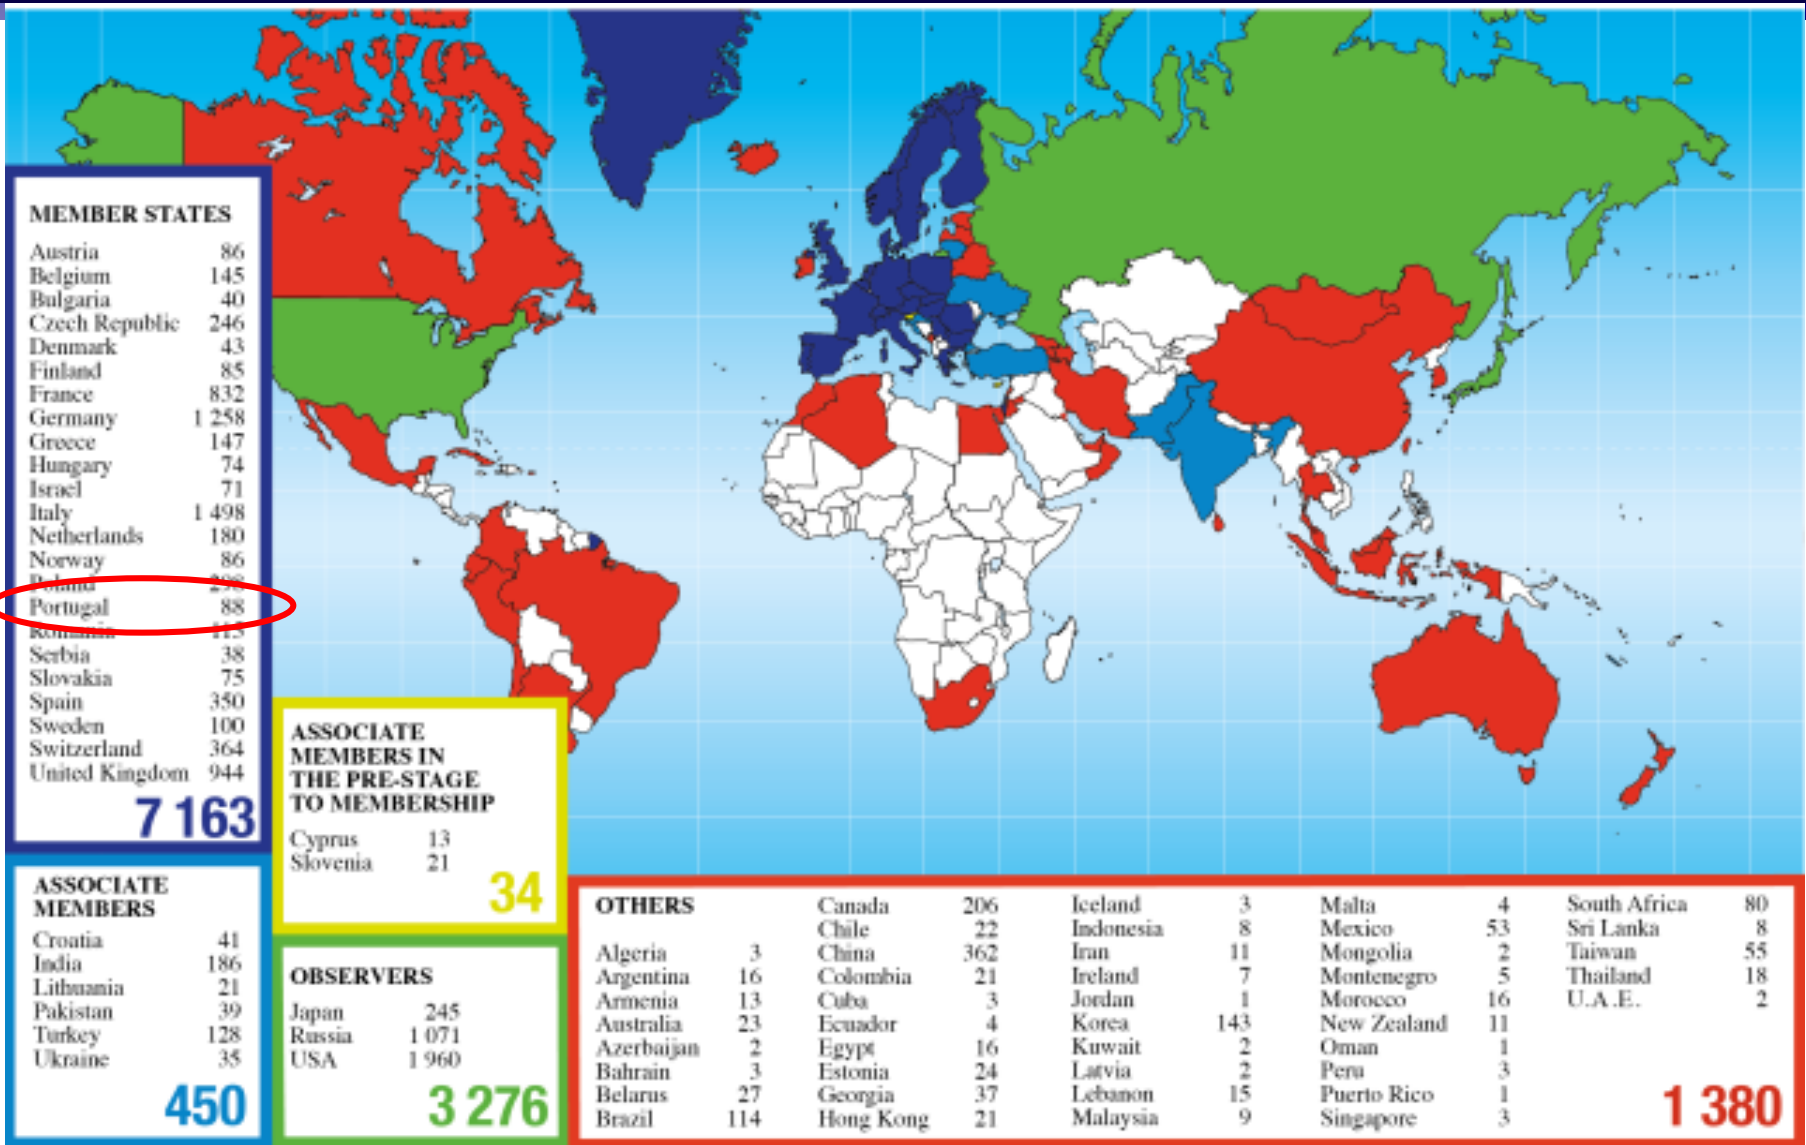 MEMBER STATES
Austria 86
Belgium 145
Bulgaria 40
Czech Republic 246
Denmark 43
Finland 85
France 832
Germany 1 258
Greece 147
Hungary 74
Israel 71
Italy 1 498
Netherlands 180
Norway 86
Poland 298
Portugal 88
Romania 115
Serbia 38
Slovakia 75
Spain 350
Sweden 100
Switzerland 364
United Kingdom 944
7 163
ASSOCIATE
MEMBERS
Croatia 41
India 186
Lithuania 21
Pakistan 39
Turkey 128
Ukraine 35
450
ASSOCIATE
MEMBERS IN
THE PRE-STAGE
TO MEMBERSHIP
Cyprus 13
Slovenia 21
34
OBSERVERS
Japan 245
Russia 1 071
USA 1 960
3 276
OTHERS
Algeria 3
Argentina 16
Armenia 13
Australia 23
Azerbaijan 2
Bahrain 3
Belarus 27
Brazil 114
Canada 206
Chile 22
China 362
Colombia 21
Cuba 3
Ecuador 4
Egypt 16
Estonia 24
Georgia 37
Hong Kong 21
Iceland 3
Indonesia 8
Iran 11
Ireland 7
Jordan 1
Korea 143
Kuwait 2
Latvia 2
Lebanon 15
Malaysia 9
Malta 4
Mexico 53
Mongolia 2
Montenegro 5
Morocco 16
New Zealand 11
Oman 1
Peru 3
Puerto Rico 1
Singapore 3
South Africa 80
Sri Lanka 8
Taiwan 55
Thailand 18
U.A.E. 2
1 380